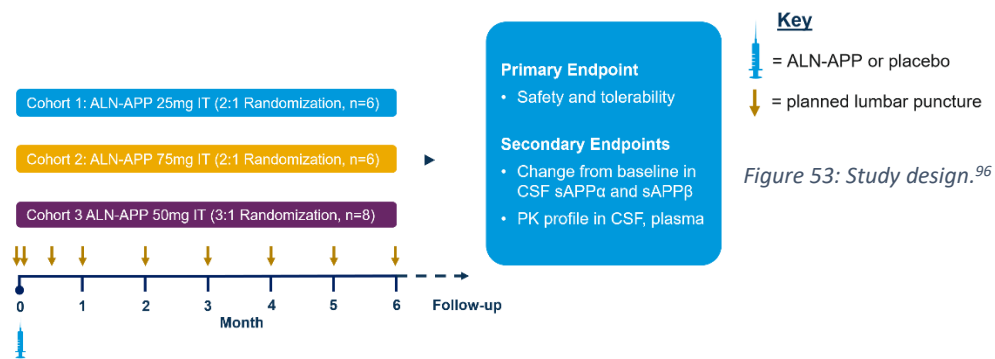 Cohort 1: ALN-APP 25mg IT (2:1 Randomization, n=6)
Cohort 2: ALN-APP 75mg IT (2:1 Randomization, n=6)
Cohort 3 ALN-APP 50mg IT (3:1 Randomization, n=8)
0 1 2 3 4 5 6 Follow-up
Month
Primary Endpoint
• Safety and tolerability
Secondary Endpoints
• Change from baseline in
CSF sAPPα and sAPPβ
• PK profile in CSF, plasma
Key
= ALN-APP or placebo
= planned lumbar puncture
Figure 53: Study design.96